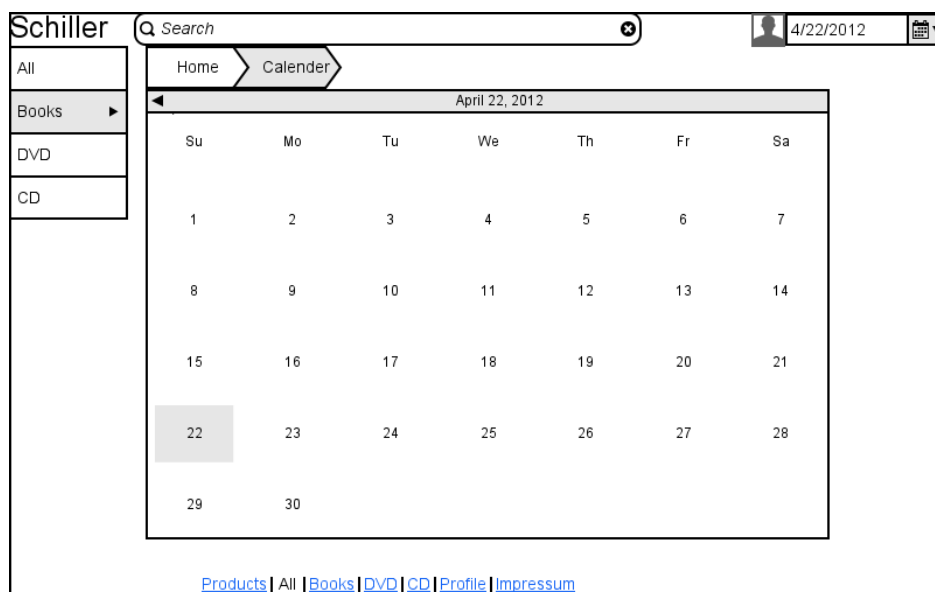 Schiller Search 4/22/2012
All
Books
DVD
CD
Home Calender
April 22, 2012
Su Mo Tu We Th Fr Sa
1 2 3 4 5 6 7
8 9 10 11 12 13 14
15 16 17 18 19 20 21
22 23 24 25 26 27 28
29 30
Products | All | Books | DVD | CD | Profile | Impressum